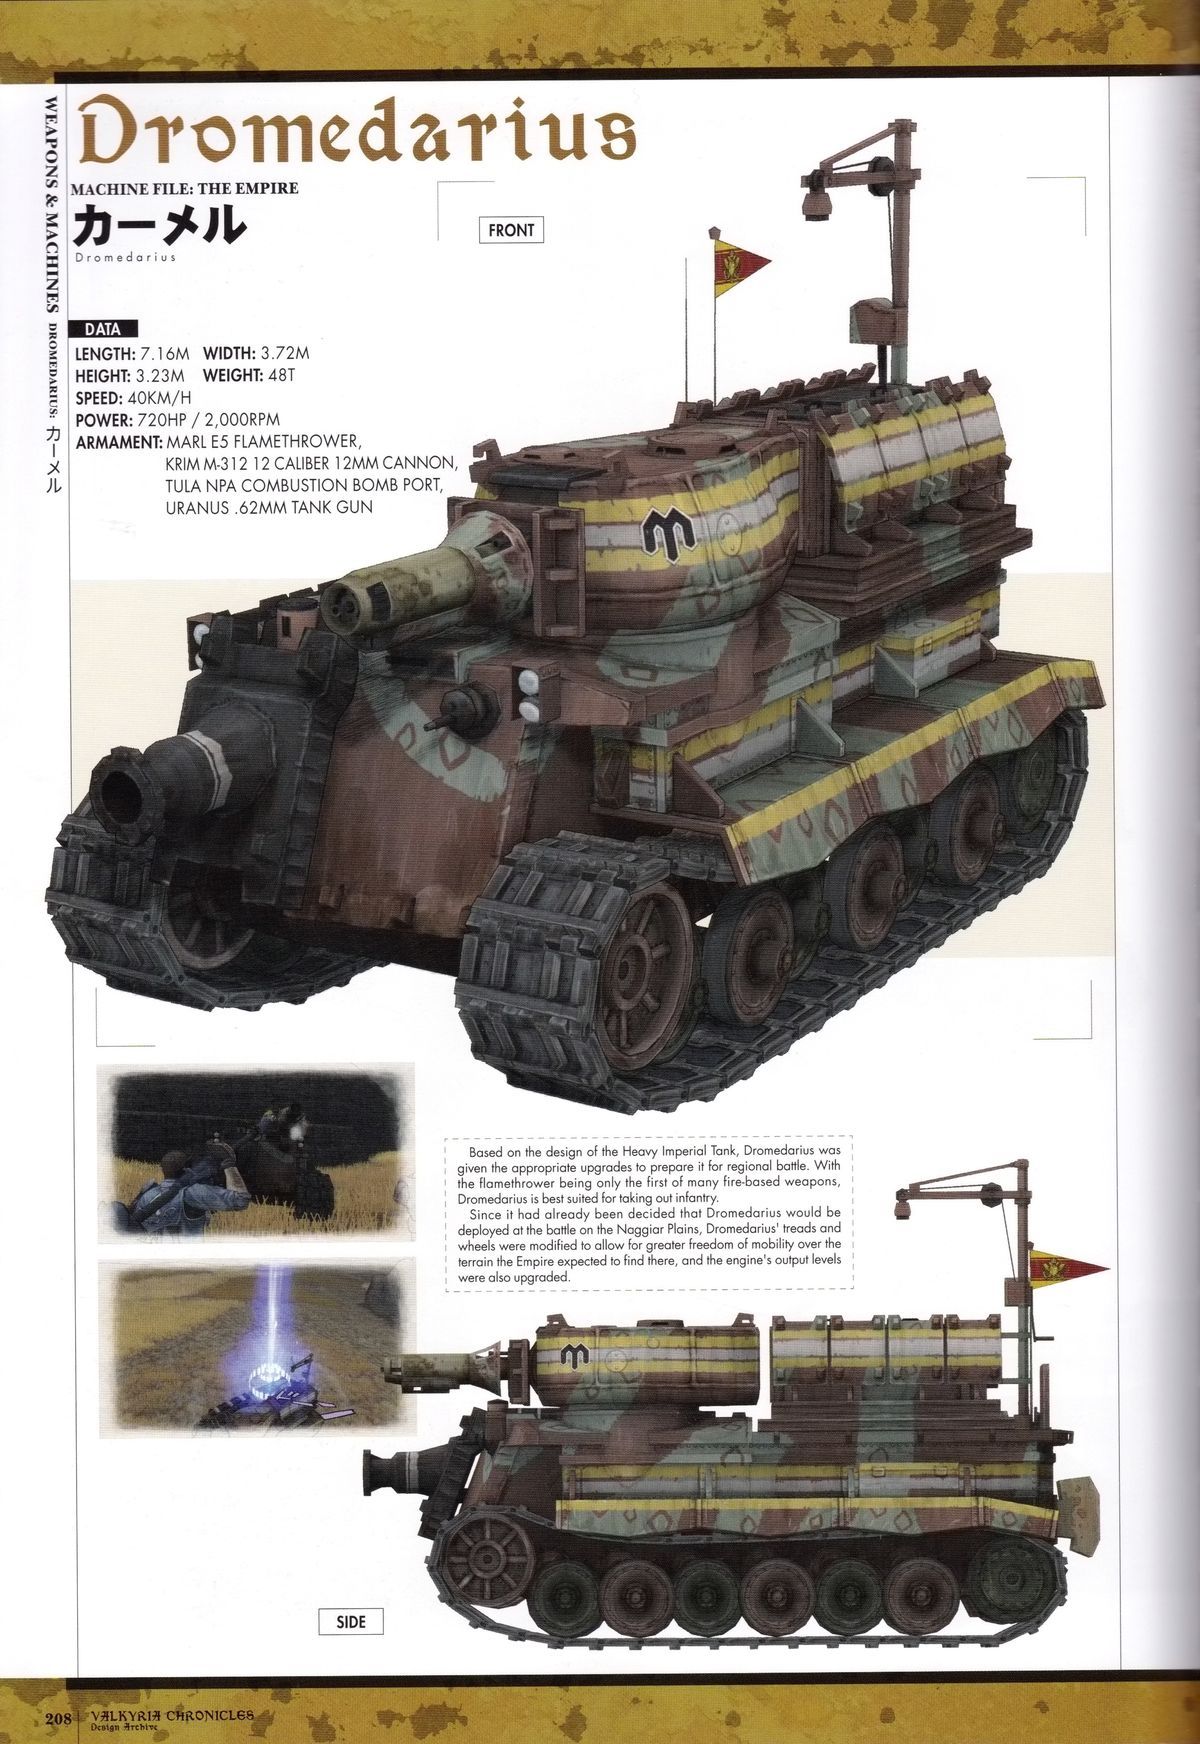 Dromedarius
MACHINE FILE: THE EMPIRE
カーメル
Dromedarius
WEAPONS & MACHINES DROMEDARIUS: カーメル
FRONT
DATA
LENGTH: 7.16M WIDTH: 3.72M
HEIGHT: 3.23M WEIGHT: 48T
SPEED: 40KM/H
POWER: 720HP / 2,000RPM
ARMAMENT: MARL E5 FLAMETHROWER,
KRIM M-312 12 CALIBER 12MM CANNON,
TULA NPA COMBUSTION BOMB PORT,
URANUS .62MM TANK GUN
Based on the design of the Heavy Imperial Tank, Dromedarius was
given the appropriate upgrades to prepare it for regional battle. With
the flamethrower being only the first of many fire-based weapons,
Dromedarius is best suited for taking out infantry.
Since it had already been decided that Dromedarius would be
deployed at the battle on the Naggiar Plains, Dromedarius' treads and
wheels were modified to allow for greater freedom of mobility over the
terrain the Empire expected to find there, and the engine's output levels
were also upgraded.
SIDE
208 VALKYRIA CHRONICLES
Design Archive